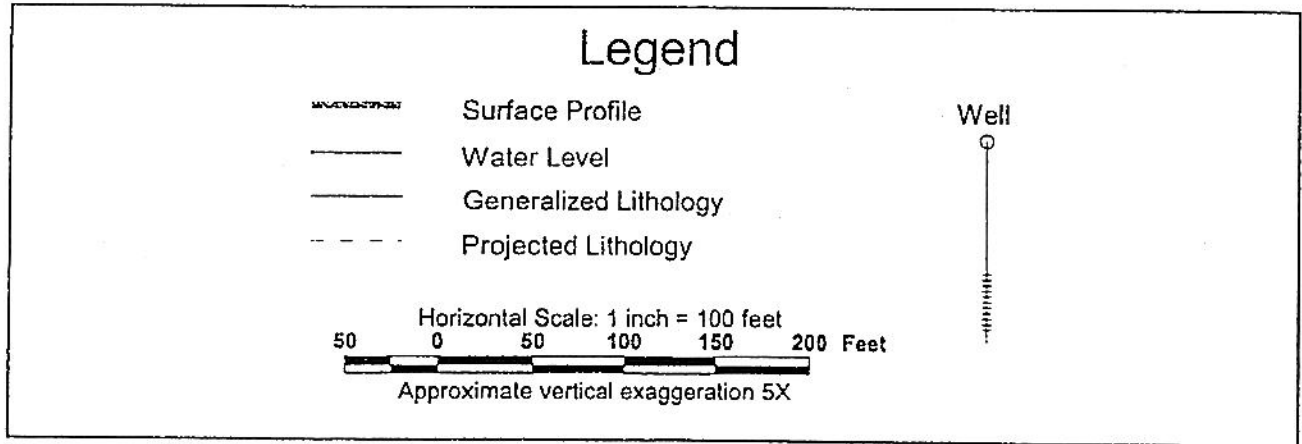 Legend
Surface Profile
Well
Water Level
Generalized Lithology
Projected Lithology
Horizontal Scale: 1 inch = 100 feet
50 0 50 100 150 200 Feet
Approximate vertical exaggeration 5X